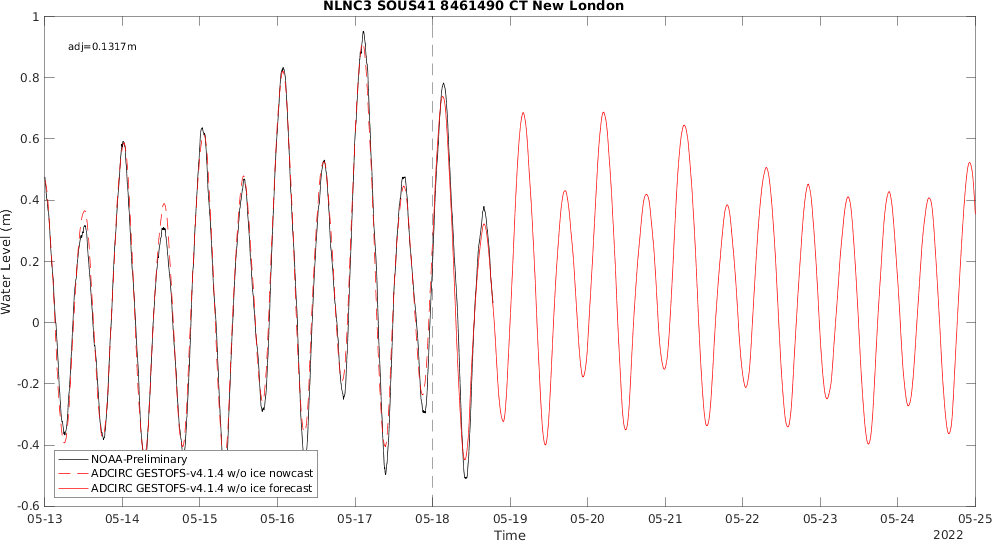 NLNC3 SOUS41 8461490 CT New London
adj=0.1317m
Water Level (m)
1
0.8
0.6
0.4
0.2
0
-0.2
-0.4
-0.6
NOAA-Preliminary
ADCIRC GESTOFS-v4.1.4 w/o ice nowcast
ADCIRC GESTOFS-v4.1.4 w/o ice forecast
05-13 05-14 05-15 05-16 05-17 05-18 05-19 05-20 05-21 05-22 05-23 05-24 05-25
Time
2022